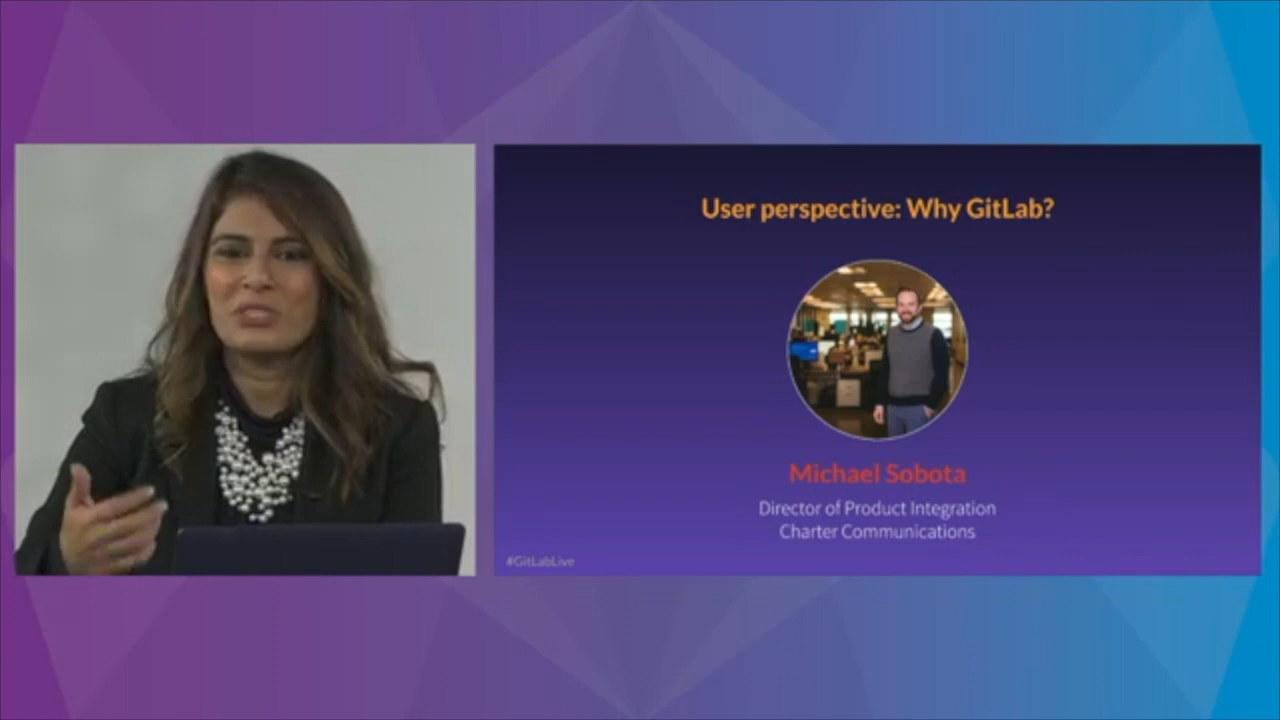 User perspective: Why GitLab?
Michael Sobota
Director of Product Integration
Charter Communications
#GitLabLive